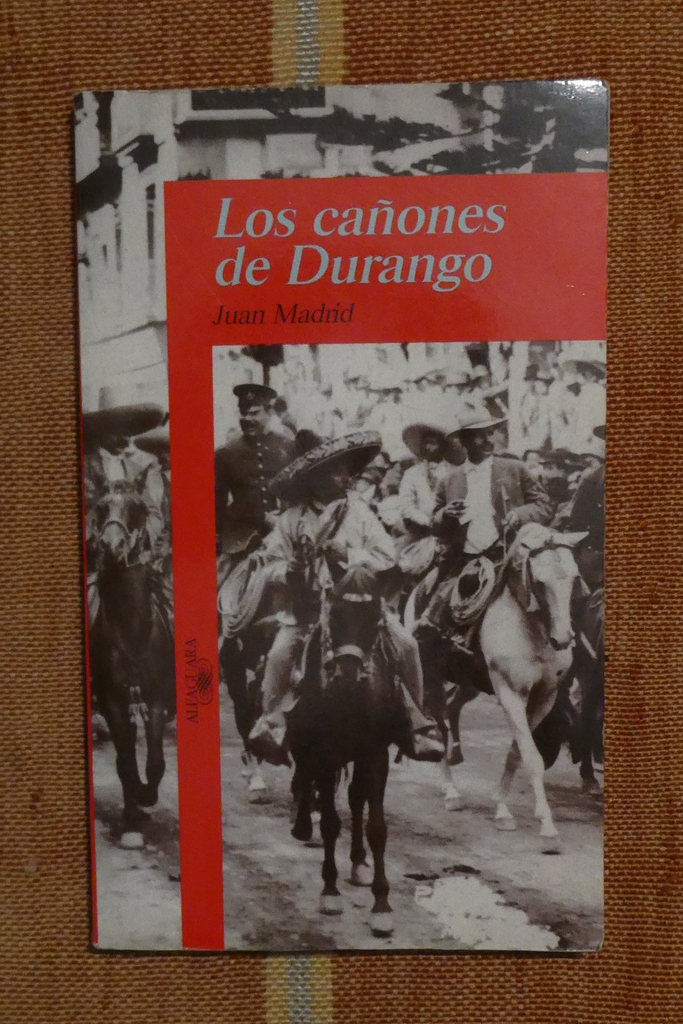 Los cañones
de Durango
Juan Madrid
ALFAGUARA